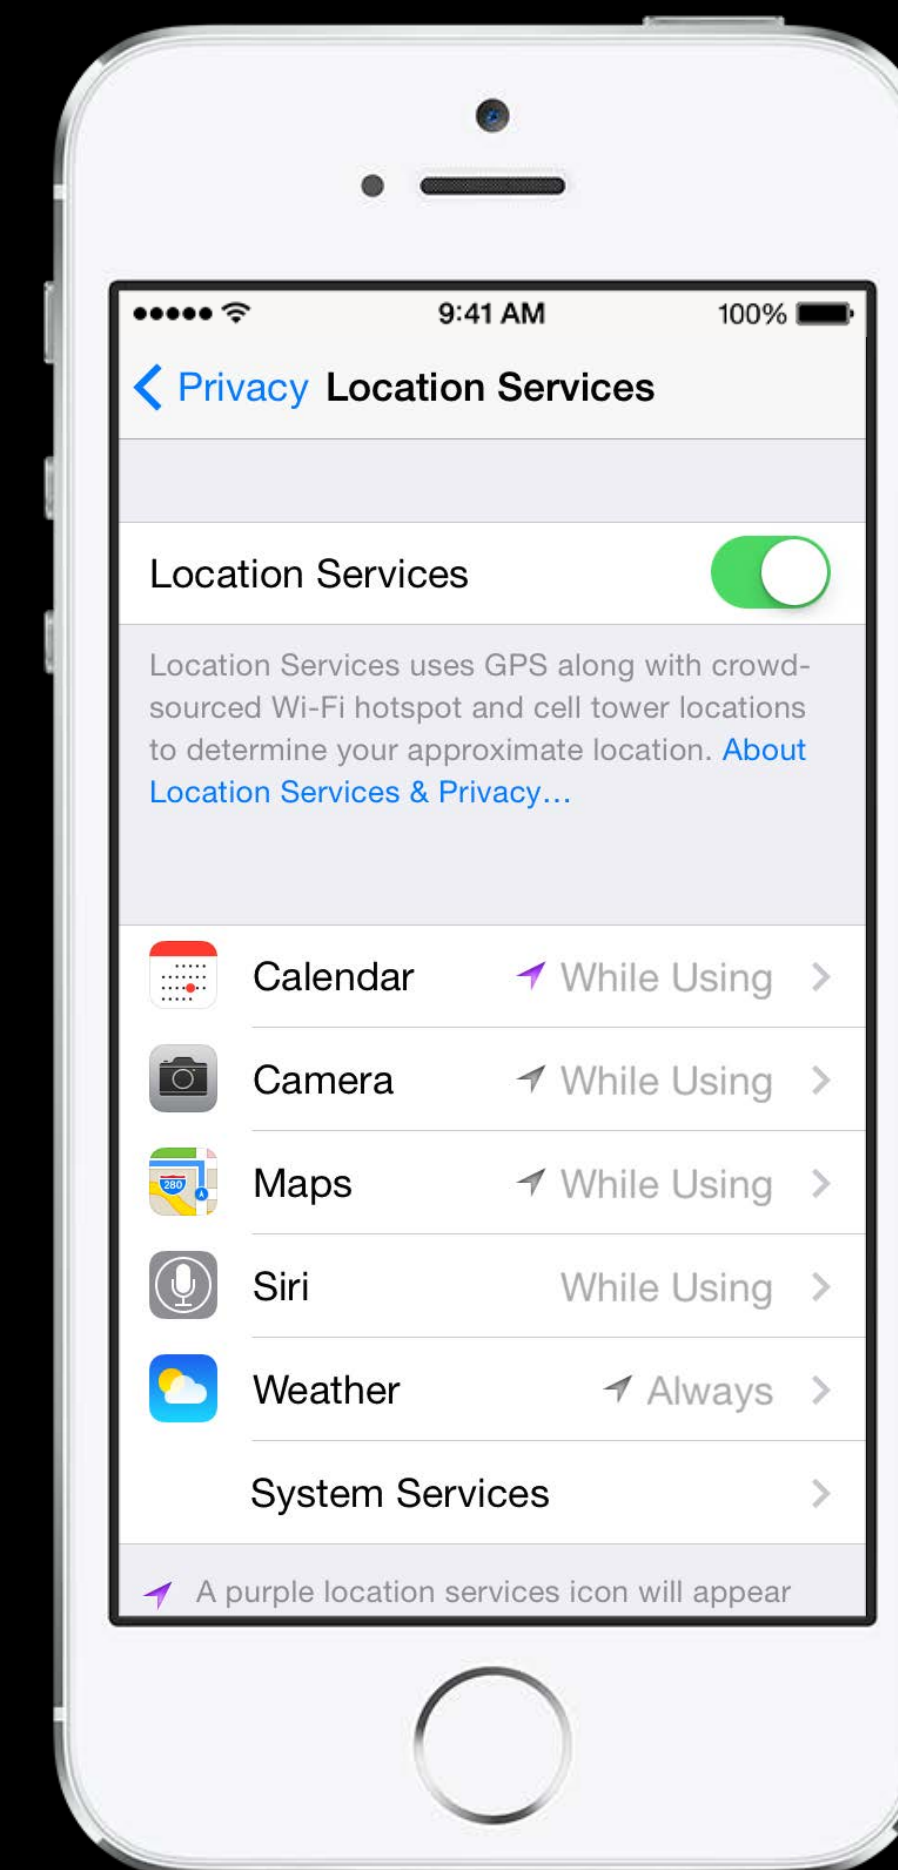 9:41 AM 100%
Privacy Location Services
Location Services
Location Services uses GPS along with crowd-
sourced Wi-Fi hotspot and cell tower locations
to determine your approximate location. About
Location Services & Privacy…
Calendar While Using
Camera While Using
280
Maps While Using
Siri While Using
Weather Always
System Services
A purple location services icon will appear